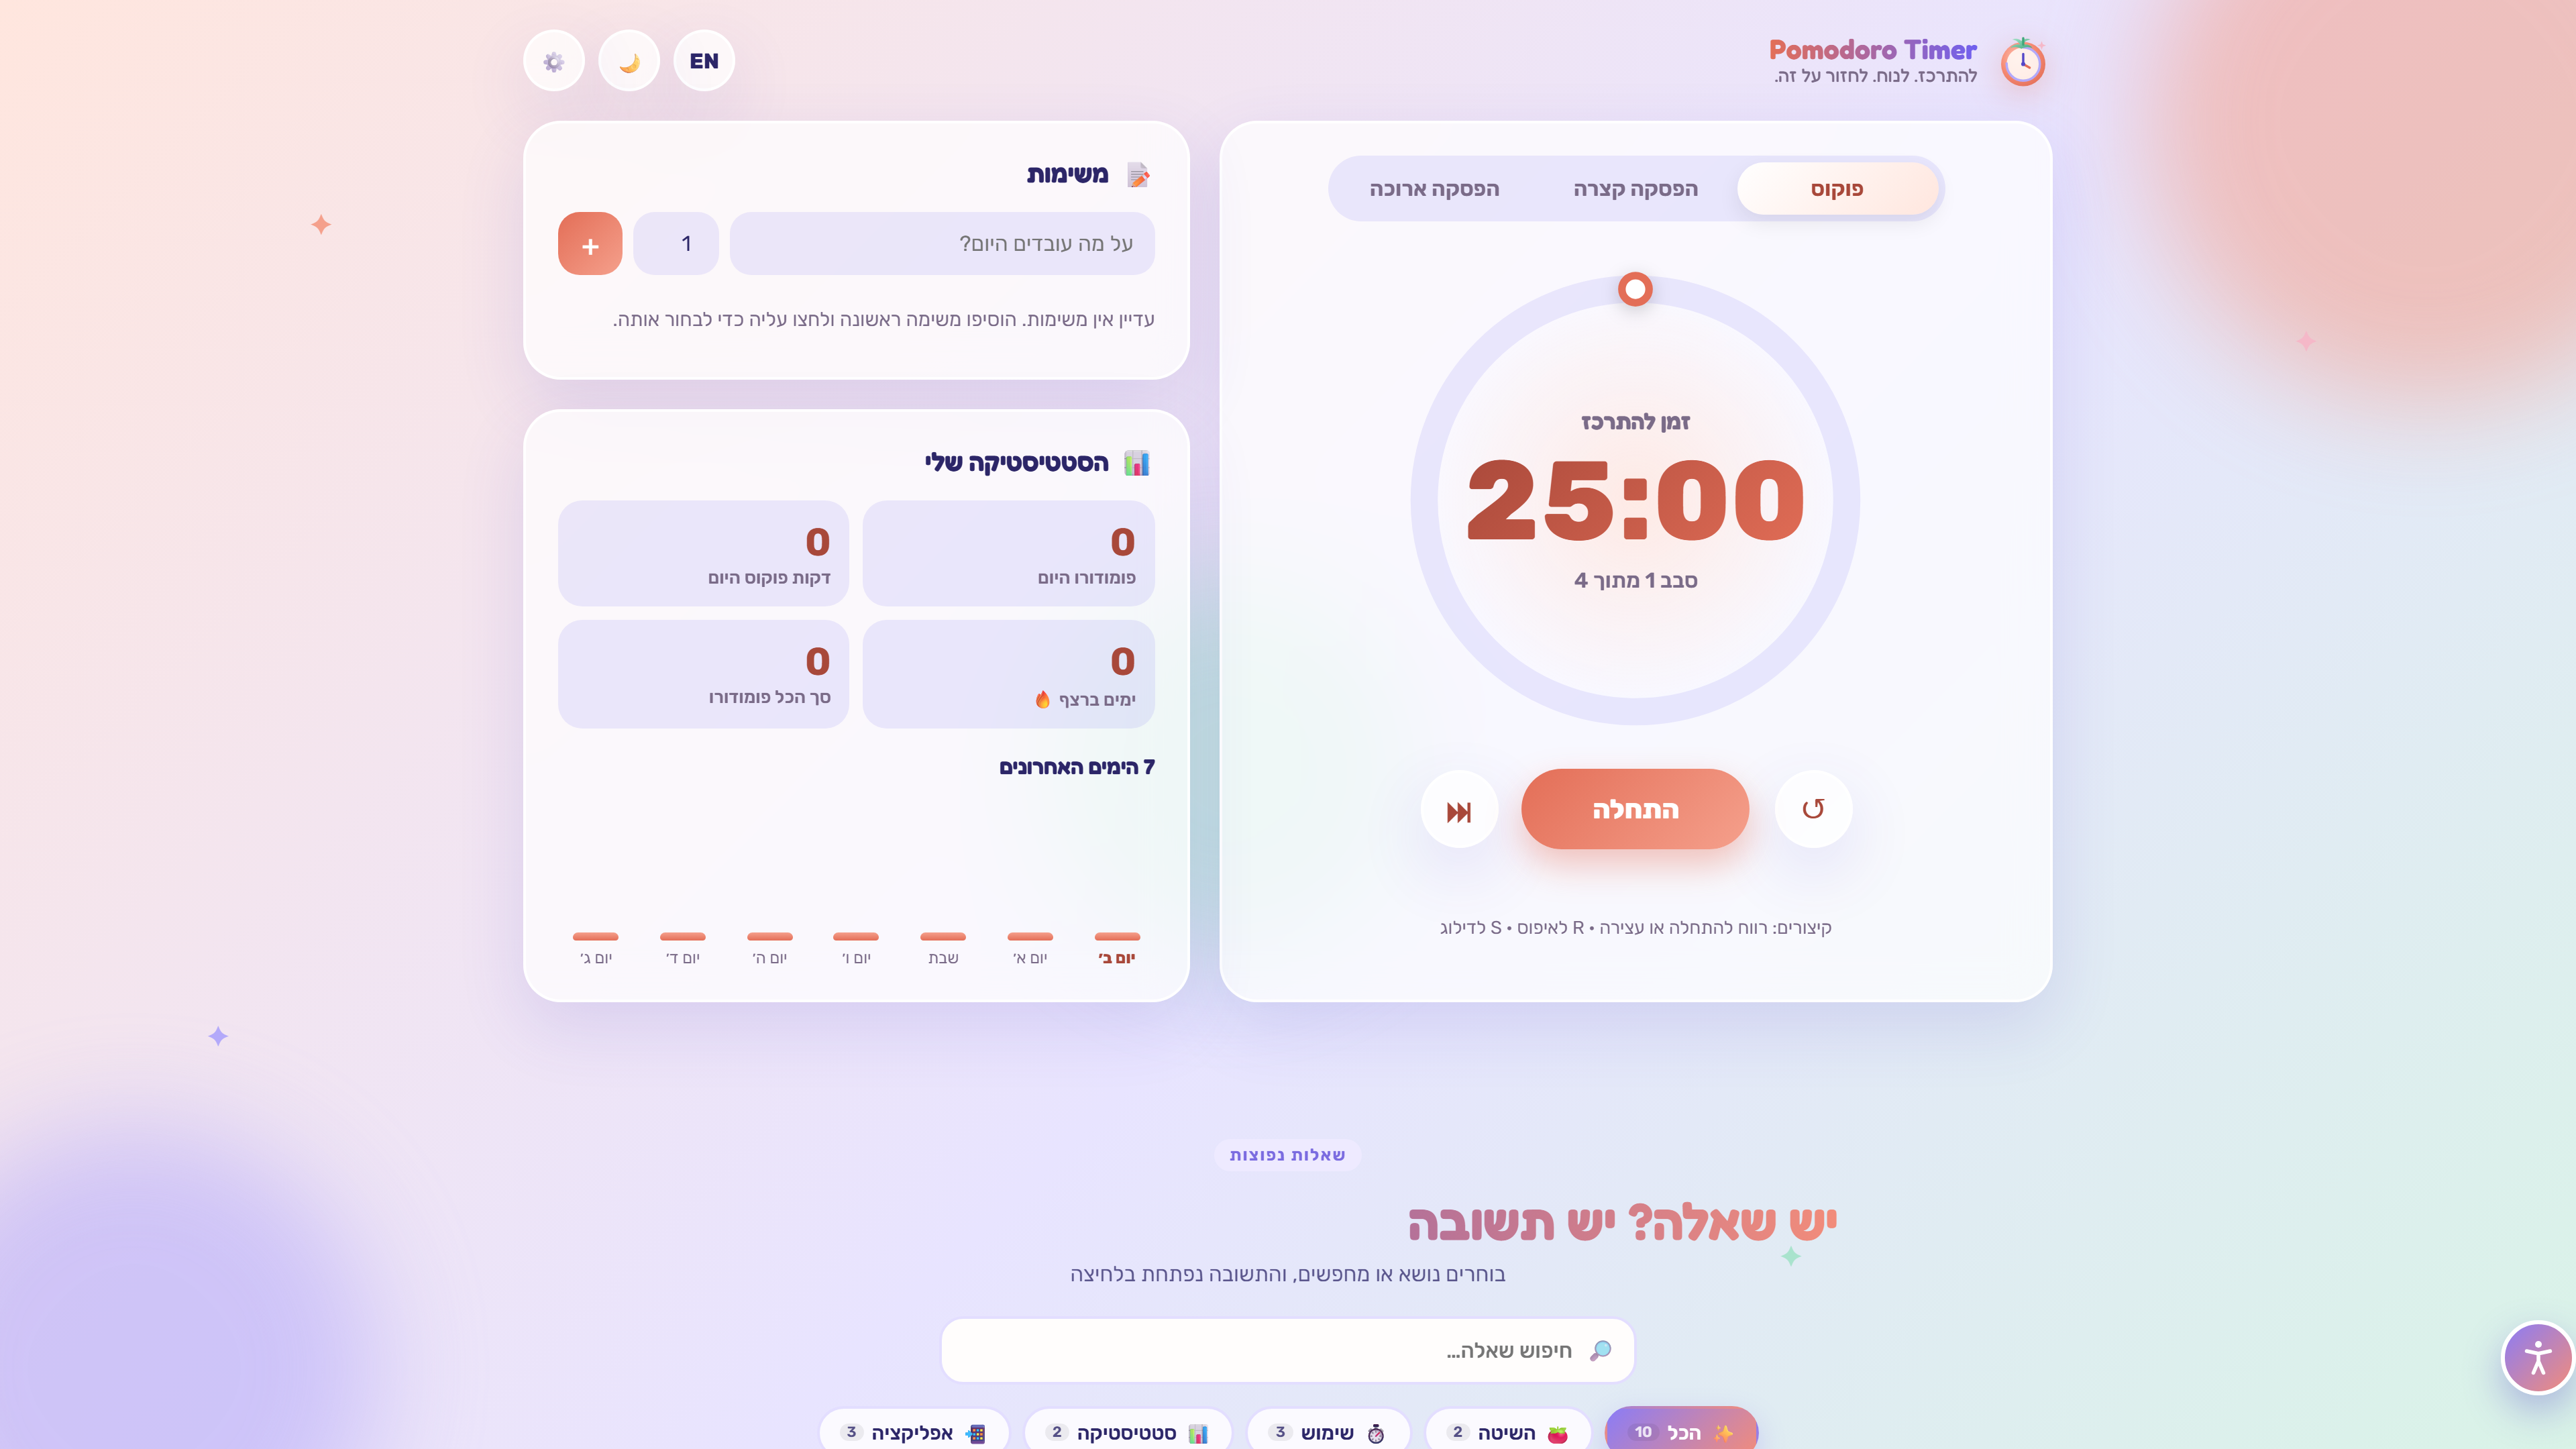 Pomodoro Timer
להתרכז. לנוח. לחזור על זה.
EN
פוקוס
הפסקה קצרה
הפסקה ארוכה
זמן להתרכז
25:00
סבב 1 מתוך 4
התחלה
קיצורים: רווח להתחלה או עצירה • R לאיפוס • S לדילוג
משימות
על מה עובדים היום?
1
+
עדיין אין משימות. הוסיפו משימה ראשונה ולחצו עליה כדי לבחור אותה.
הסטטיסטיקה שלי
0
פומודורו היום
0
דקות פוקוס היום
0
ימים ברצף
0
סך הכל פומודורו
7 הימים האחרונים
יום ב׳
יום א׳
שבת
יום ו׳
יום ה׳
יום ד׳
יום ג׳
שאלות נפוצות
יש שאלה? יש תשובה
בוחרים נושא או מחפשים, והתשובה נפתחת בלחיצה
חיפוש שאלה...
הכל 10
השיטה 2
שימוש 3
סטטיסטיקה 2
אפליקציה 3